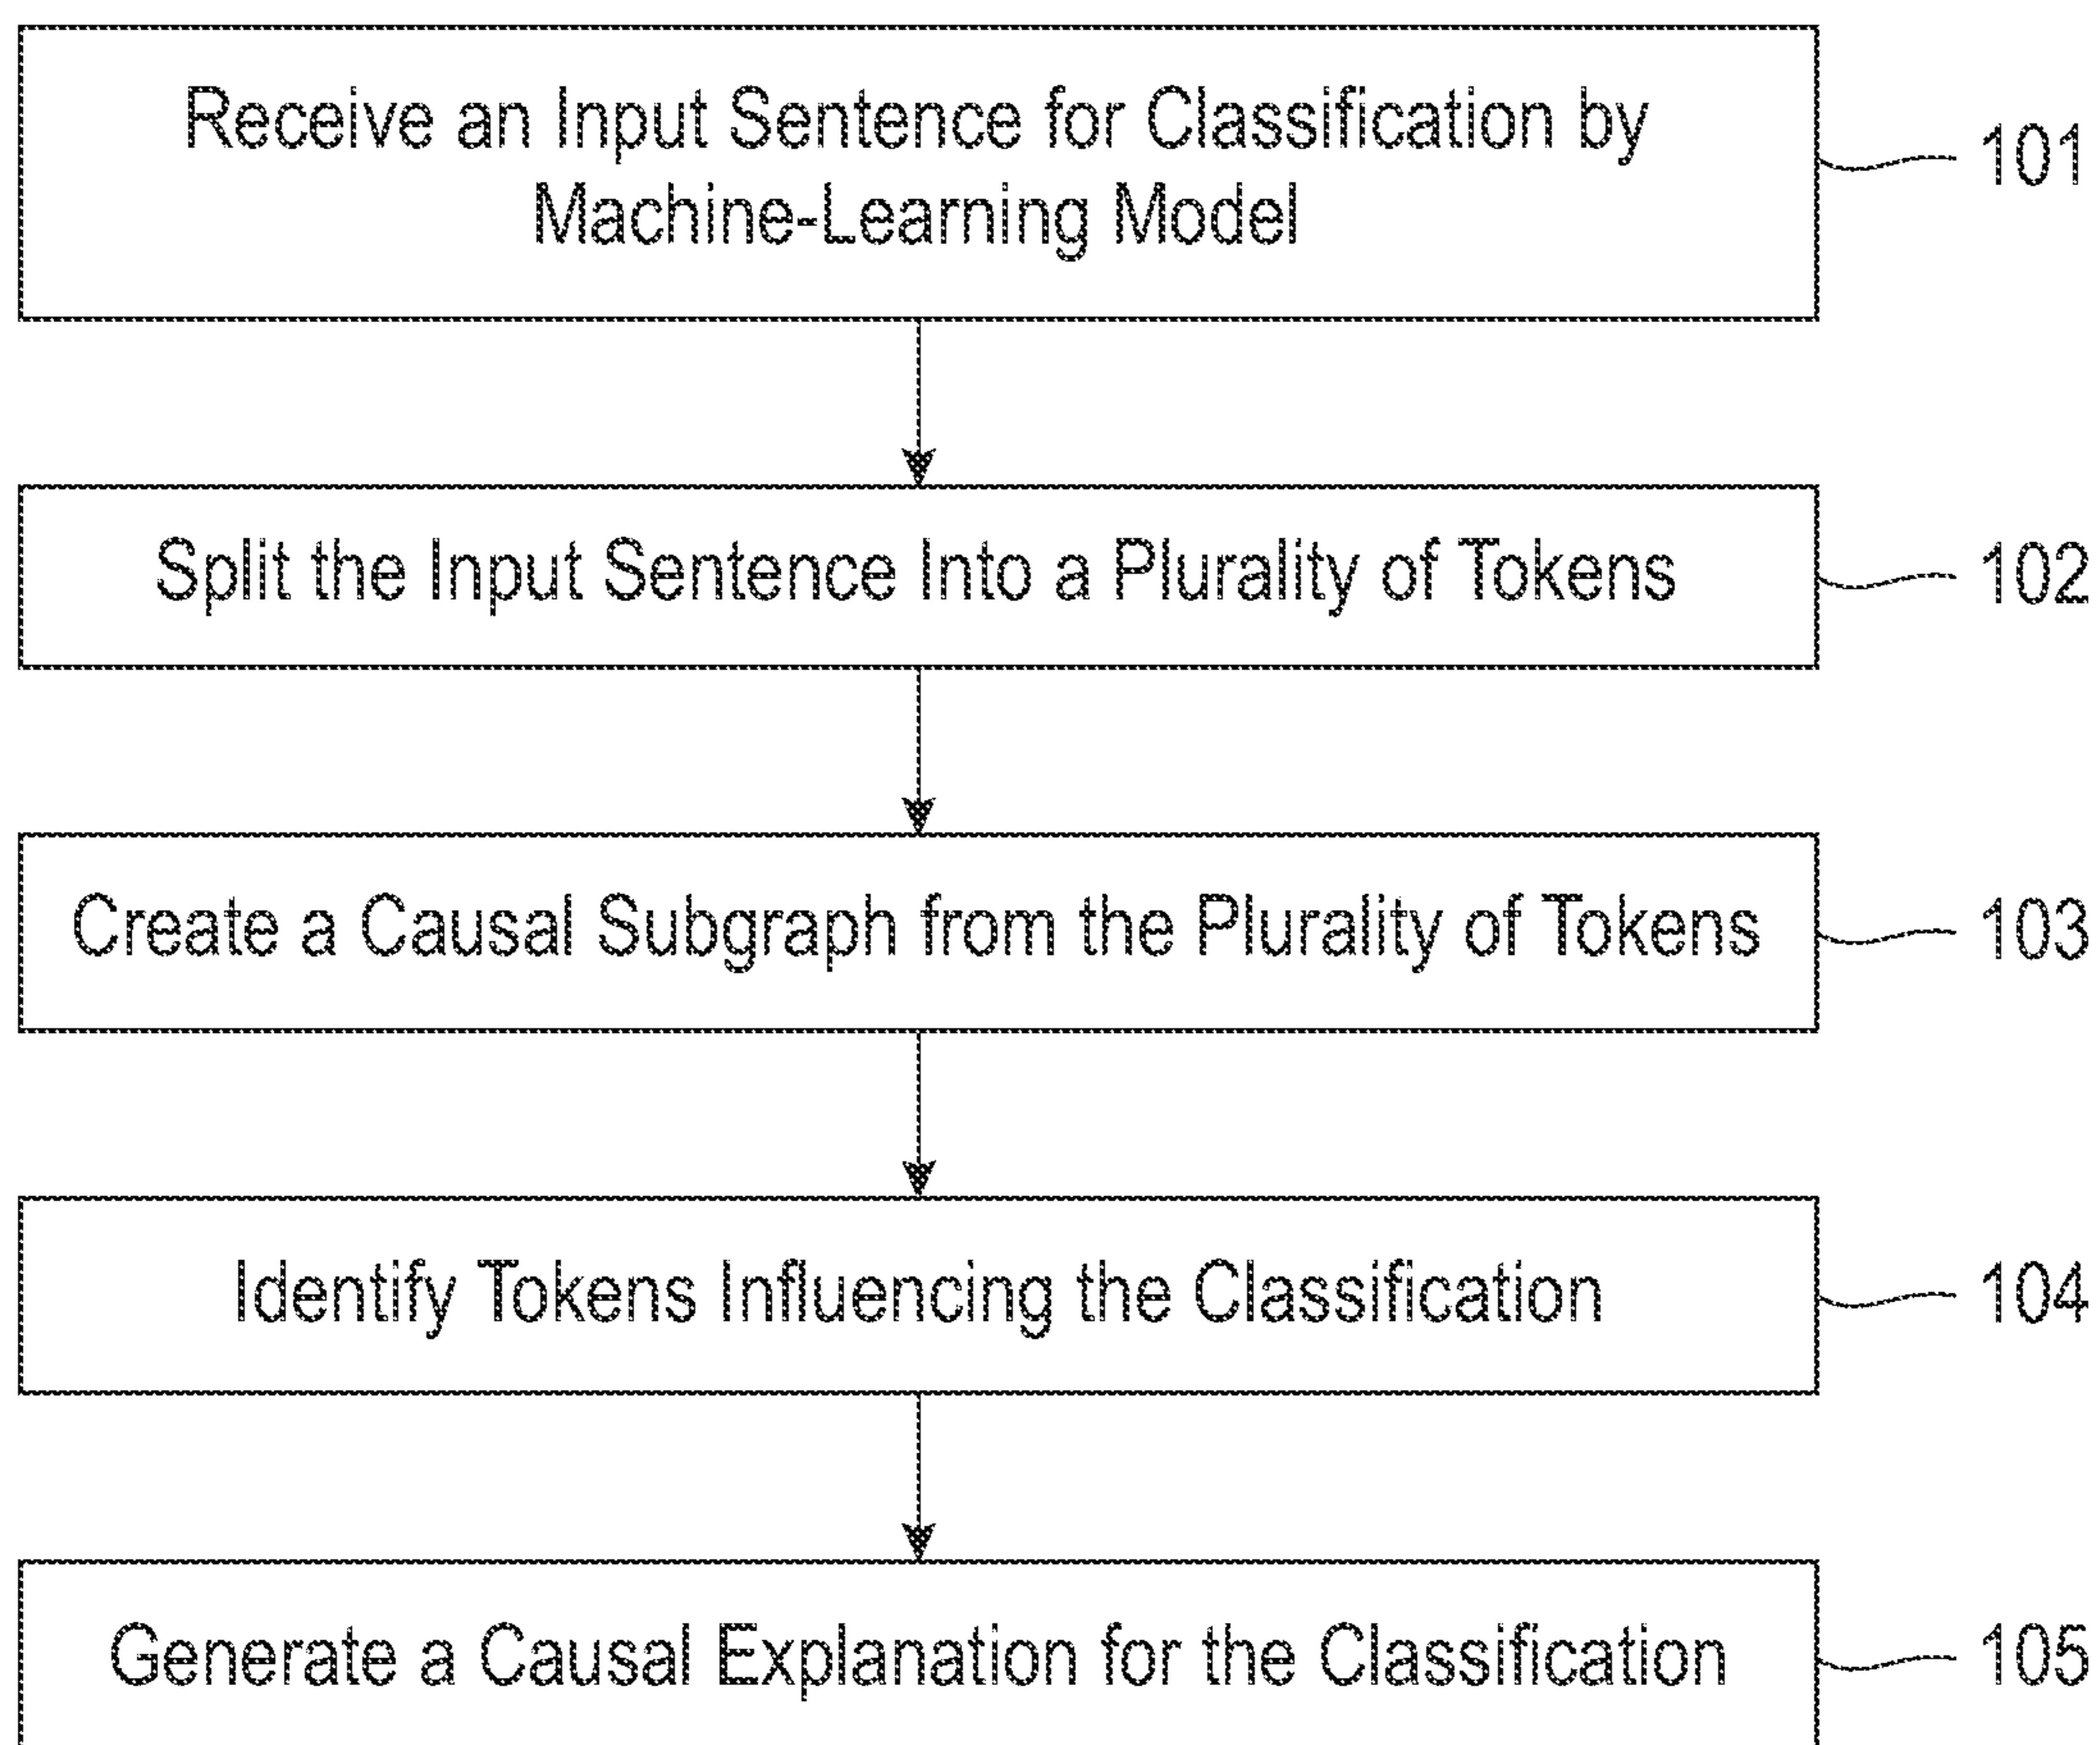 Receive an Input Sentence for Classification by
Machine-Learning Model
101
Split the Input Sentence Into a Plurality of Tokens
102
Create a Causal Subgraph from the Plurality of Tokens
103
Identify Tokens Influencing the Classification
104
Generate a Causal Explanation for the Classification
105